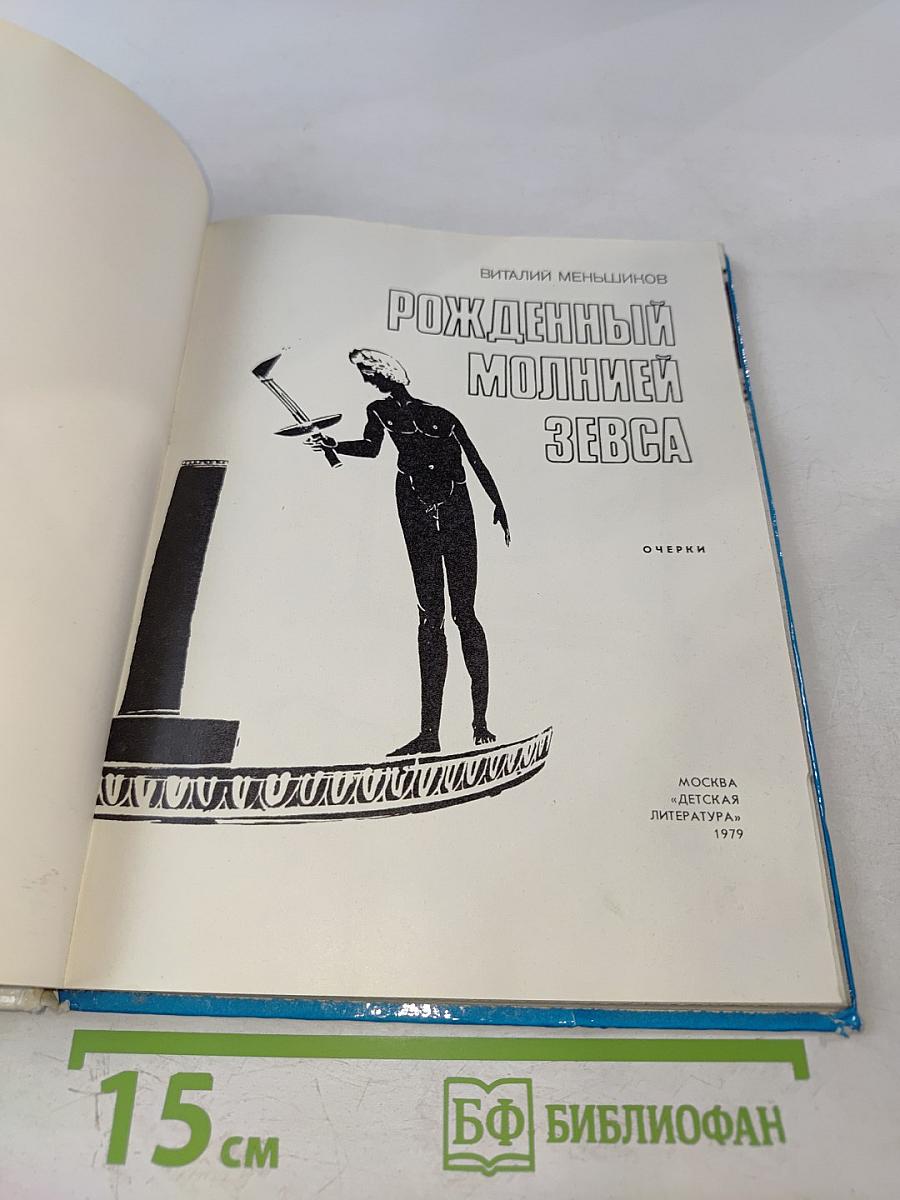 ВИТАЛИЙ МЕНЬШИКОВ
РОЖДЕННЫЙ
МОЛНИЕЙ
ЗЕВСА
ОЧЕРКИ
МОСКВА
«ДЕТСКАЯ
ЛИТЕРАТУРА»
1979
15 см
БФ БИБЛИОФАН